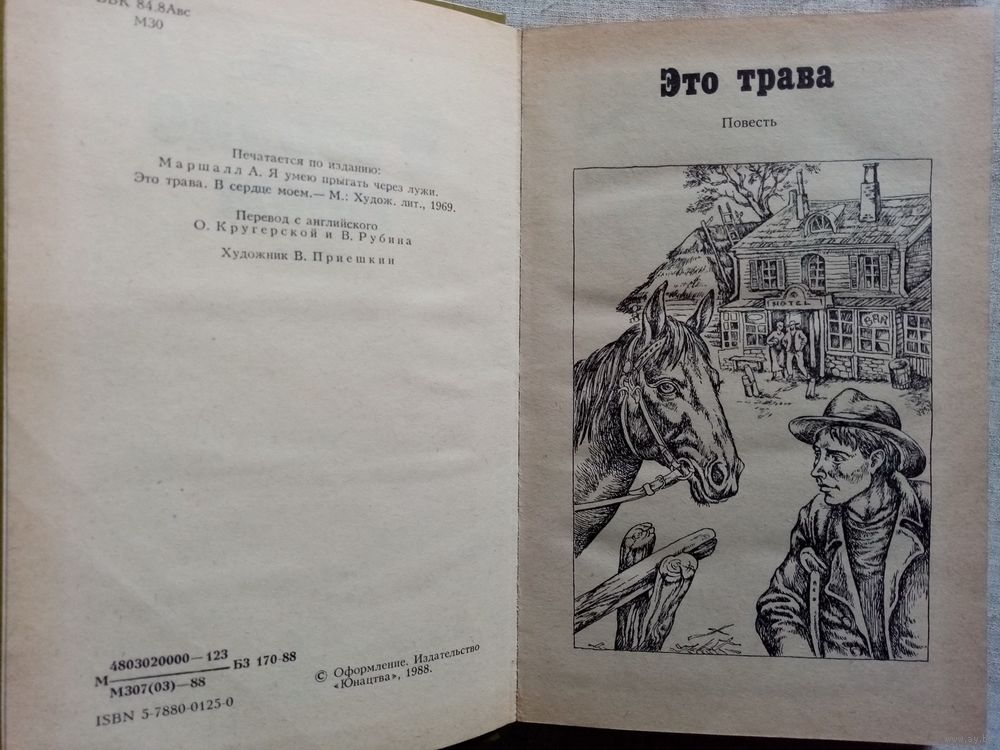 ББК 84.8Авс
М30
Печатается по изданию:
Маршалл А. Я умею прыгать через лужи.
Это трава. В сердце моем.— М.: Худож. лит., 1969.
Перевод с английского
О. Кругерской и В. Рубина
Художник В. Приешкин
4803020000—123
М
БЗ 170-88
М307(03)—88
ISBN 5-7880-0125-0
© Оформление. Издательство
«Юнацтва», 1988.
Это трава
Повесть
HOTEL
BAR